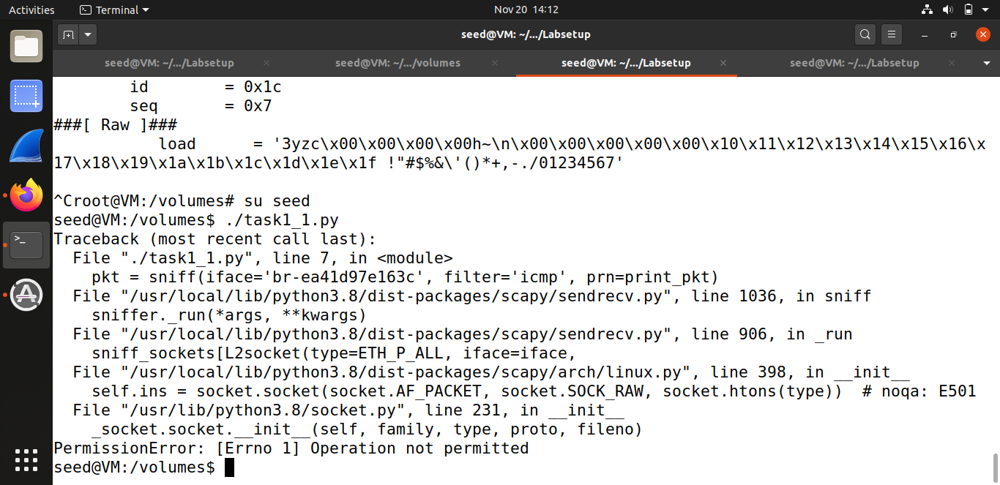 Activities Terminal Nov 20 14:12
seed@VM: ~/.../Labsetup
seed@VM: ~/.../Labsetup seed@VM: ~/.../volumes seed@VM: ~/.../Labsetup seed@VM: ~/.../Labsetup
        id        = 0x1c
        seq       = 0x7
###[ Raw ]###
           load      = '3yzc\x00\x00\x00\x00h~\n\x00\x00\x00\x00\x00\x10\x11\x12\x13\x14\x15\x16\x
17\x18\x19\x1a\x1b\x1c\x1d\x1e\x1f !"#$%&\'()*+,-./01234567'
^Croot@VM:/volumes# su seed
seed@VM:/volumes$ ./task1_1.py
Traceback (most recent call last):
  File "./task1_1.py", line 7, in <module>
    pkt = sniff(iface='br-ea41d97e163c', filter='icmp', prn=print_pkt)
  File "/usr/local/lib/python3.8/dist-packages/scapy/sendrecv.py", line 1036, in sniff
    sniffer._run(*args, **kwargs)
  File "/usr/local/lib/python3.8/dist-packages/scapy/sendrecv.py", line 906, in _run
    sniff_sockets[L2socket(type=ETH_P_ALL, iface=iface,
  File "/usr/local/lib/python3.8/dist-packages/scapy/arch/linux.py", line 398, in __init__
    self.ins = socket.socket(socket.AF_PACKET, socket.SOCK_RAW, socket.htons(type))  # noqa: E501
  File "/usr/lib/python3.8/socket.py", line 231, in __init__
    _socket.socket.__init__(self, family, type, proto, fileno)
PermissionError: [Errno 1] Operation not permitted
seed@VM:/volumes$